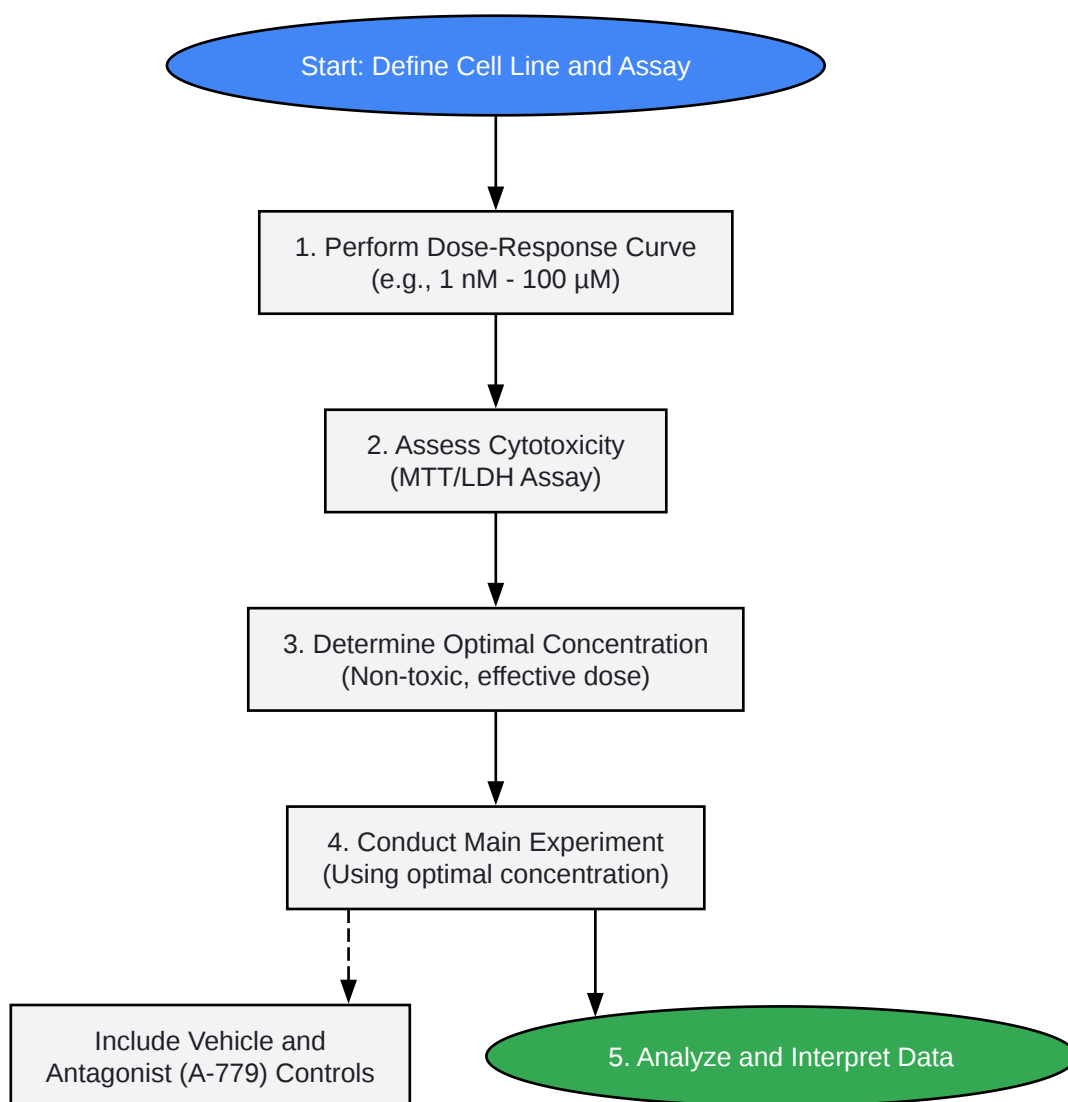 Start: Define Cell Line and Assay
1. Perform Dose-Response Curve
(e.g., 1 nM - 100 µM)
2. Assess Cytotoxicity
(MTT/LDH Assay)
3. Determine Optimal Concentration
(Non-toxic, effective dose)
4. Conduct Main Experiment
(Using optimal concentration)
Include Vehicle and
Antagonist (A-779) Controls
5. Analyze and Interpret Data